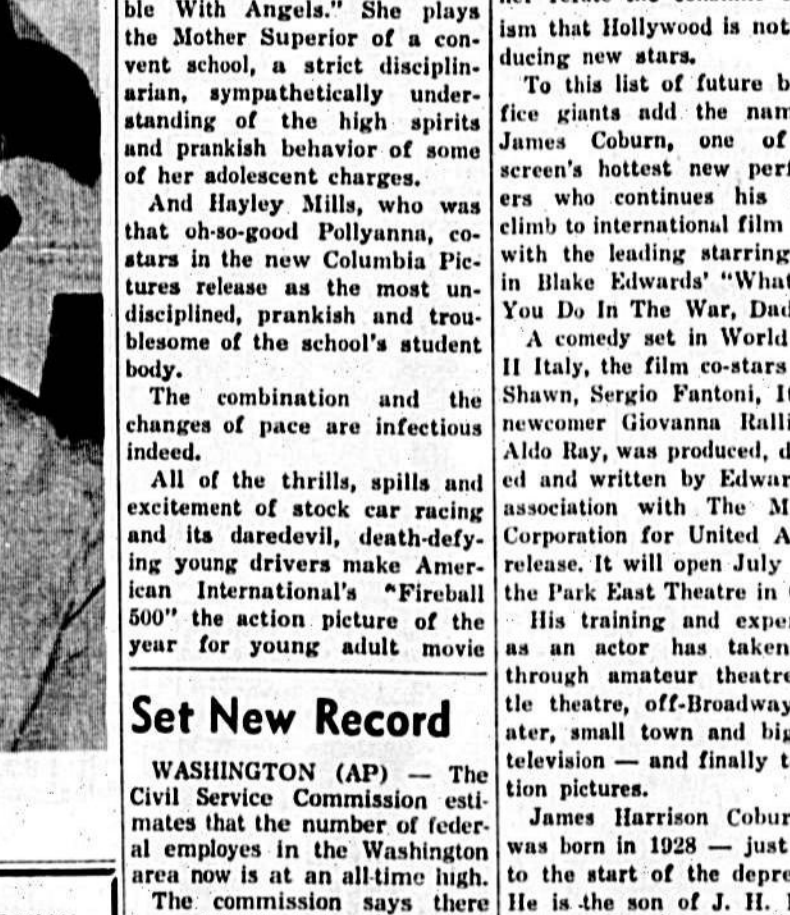 ble With Angels." She plays
the Mother Superior of a con-
vent school, a strict disciplin-
arian, sympathetically under-
standing of the high spirits
and prankish behavior of some
of her adolescent charges.
And Hayley Mills, who was
that oh-so-good Pollyanna, co-
stars in the new Columbia Pic-
tures release as the most un-
disciplined, prankish and trou-
blesome of the school's student
body.
The combination and the
changes of pace are infectious
indeed.
All of the thrills, spills and
excitement of stock car racing
and its daredevil, death-defy-
ing young drivers make Amer-
ican International's "Fireball
500" the action picture of the
year for young adult movie
Set New Record
WASHINGTON (AP) — The
Civil Service Commission esti-
mates that the number of feder-
al employes in the Washington
area now is at an all-time high.
The commission says there
ism that Hollywood is not
ducing new stars.
To this list of future b
fice giants add the nam
James Coburn, one of
screen's hottest new perf
ers who continues his
climb to international film
with the leading starring
in Blake Edwards' "What
You Do In The War, Dad
A comedy set in World
II Italy, the film co-stars
Shawn, Sergio Fantoni, It
newcomer Giovanna Ralli
Aldo Ray, was produced, d
ed and written by Edwar
association with The M
Corporation for United A
release. It will open July
the Park East Theatre in
His training and exper
as an actor has taken
through amateur theatre
tle theatre, off-Broadway
ater, small town and big
television — and finally t
tion pictures.
James Harrison Cobur
was born in 1928 — just
to the start of the depre
He is the son of J. H.